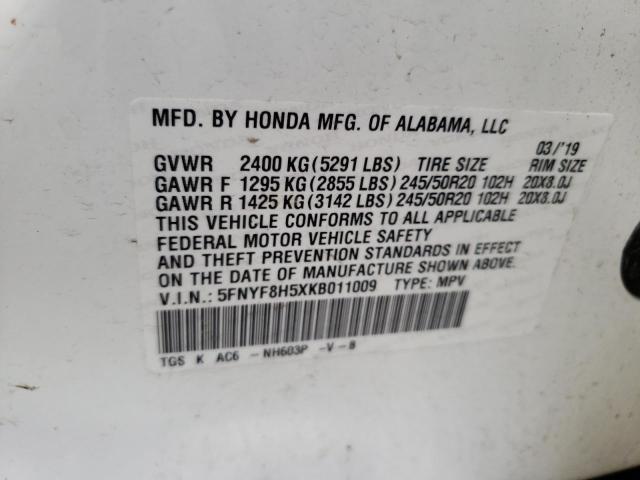 MFD. BY HONDA MFG. OF ALABAMA, LLC
03/'19
GVWR 2400 KG(5291 LBS) TIRE SIZE RIM SIZE
GAWR F 1295 KG(2855 LBS) 245/50R20 102H 20X8.0J
GAWR R 1425 KG(3142 LBS) 245/50R20 102H 20X8.0J
THIS VEHICLE CONFORMS TO ALL APPLICABLE
FEDERAL MOTOR VEHICLE SAFETY
AND THEFT PREVENTION STANDARDS IN EFFECT
ON THE DATE OF MANUFACTURE SHOWN ABOVE.
V.I.N.: 5FNYF8H5XKB011009 TYPE: MPV
TGS K AC6 - NH603P -V-B